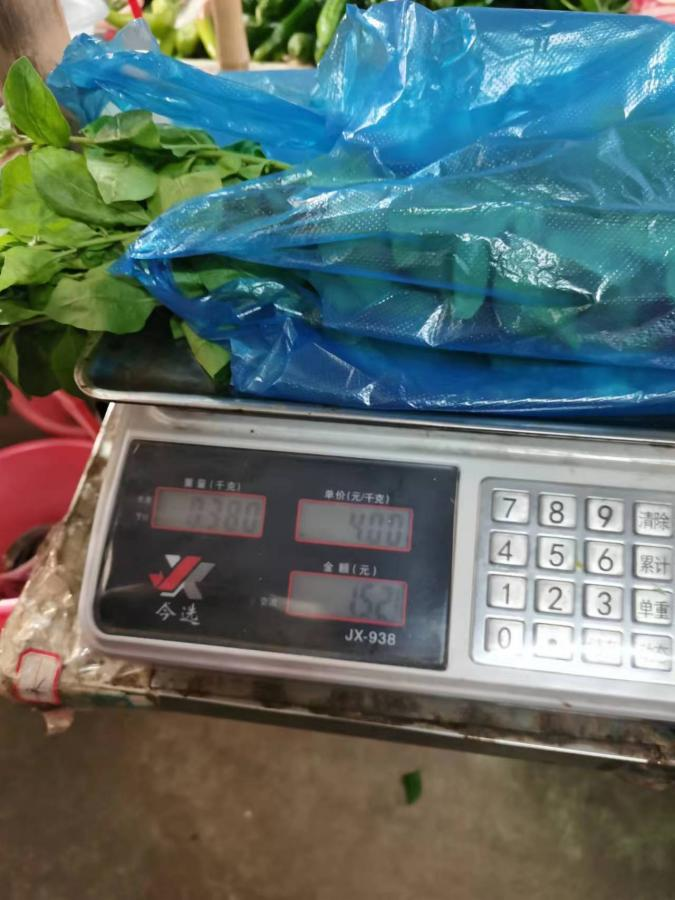 重量(千克)
0.380
单价(元/千克)
4.00
金额(元)
1.52
今选
JX-938
7 8 9 清除
4 5 6 累计
1 2 3 单重
0 .